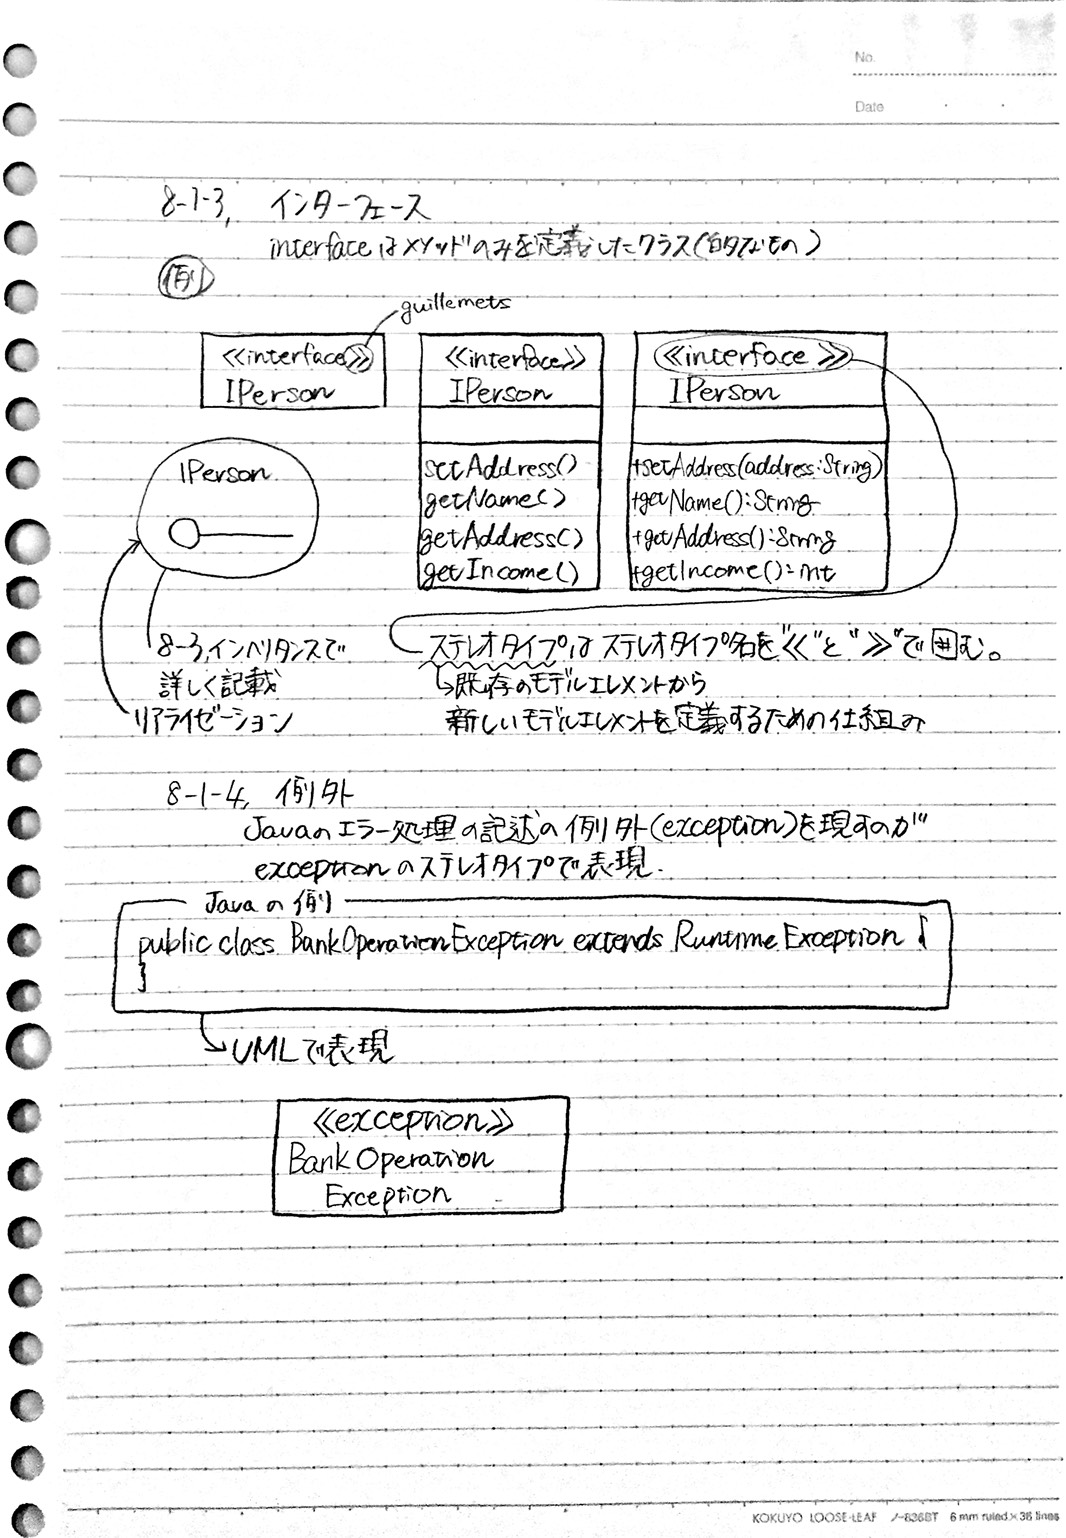 No.
Date
8-1-3, インターフェース
interfaceはメソッドのみを定義したクラス(的なもの)
例
guillemets
≪interface≫
IPerson
≪interface≫
IPerson
setAddress()
getName()
getAddress()
getIncome()
≪interface≫
IPerson
+setAddress(address:String)
+getName():String
+getAddress():String
+getIncome():int
IPerson
8-3, インヘリタンスで
詳しく記載
リアライゼーション
ステレオタイプは ステレオタイプ名を"≪"と"≫"で囲む。
既存のモデルエレメントから
新しいモデルエレメントを定義するための仕組み
8-1-4, 例外
Javaのエラー処理の記述の例外(exception)を現すのが
exceptionのステレオタイプで表現.
Javaの例
public class BankOperationException extends RuntimeException {
}
UMLで表現
≪exception≫
Bank Operation
Exception
KOKUYO LOOSE-LEAF ノ-836BT 6 mm ruled×36 lines